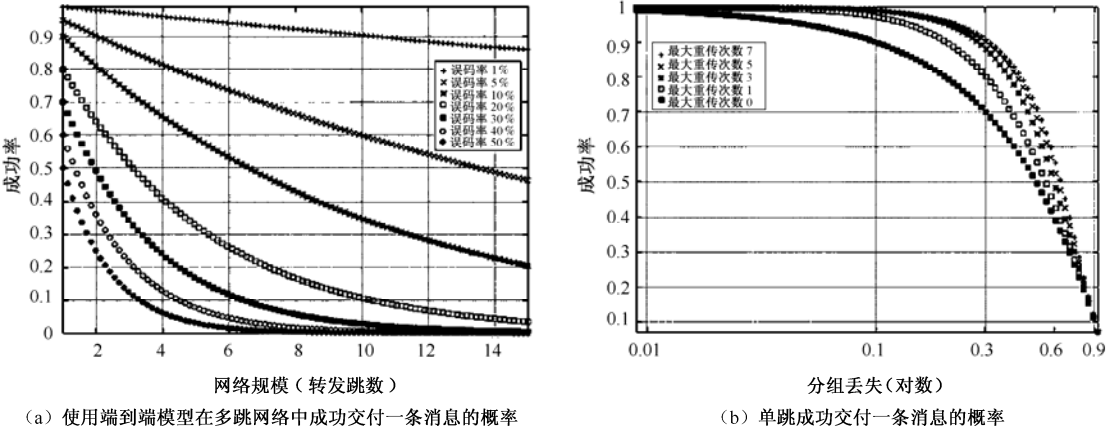 成功率
0.9
0.8
0.7
0.6
0.5
0.4
0.3
0.2
0.1
0
2
4
6
8
10
12
14
误码率 1%
误码率 5%
误码率 10%
误码率 20%
误码率 30%
误码率 40%
误码率 50%
网络规模(转发跳数)
(a)使用端到端模型在多跳网络中成功交付一条消息的概率
成功率
1
0.9
0.8
0.7
0.6
0.5
0.4
0.3
0.2
0.1
0.01
0.1
0.3
0.6
0.9
最大重传次数 7
最大重传次数 5
最大重传次数 3
最大重传次数 1
最大重传次数 0
分组丢失(对数)
(b)单跳成功交付一条消息的概率